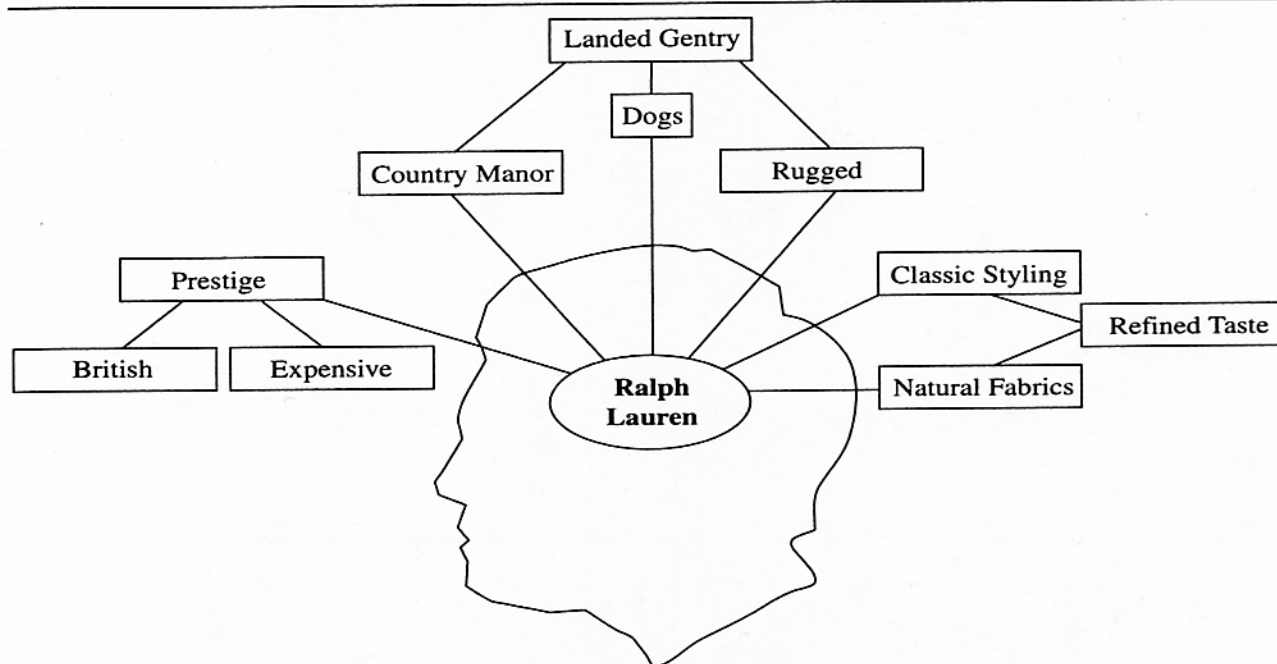 Landed Gentry
Dogs
Country Manor
Rugged
Prestige
Classic Styling
Refined Taste
British
Expensive
Natural Fabrics
Ralph
Lauren